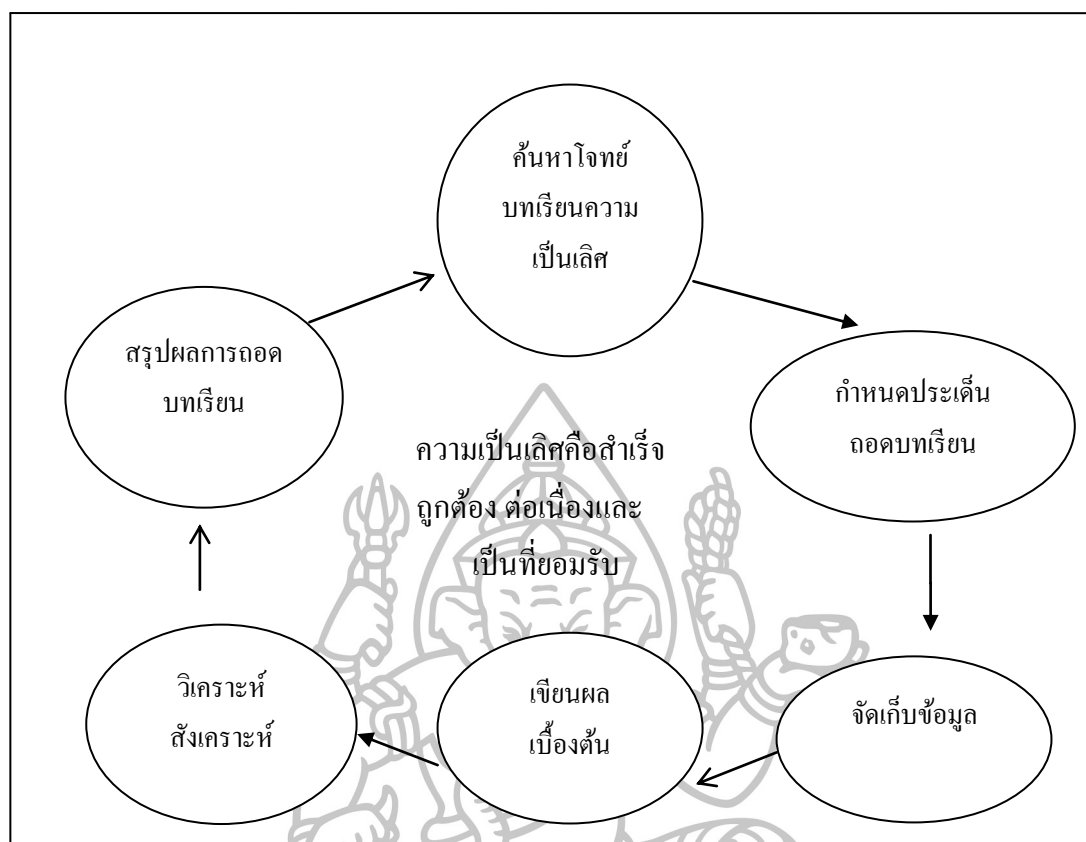 ค้นหาโจทย์
บทเรียนความ
เป็นเลิศ
สรุปผลการถอด
บทเรียน
กำหนดประเด็น
ถอดบทเรียน
ความเป็นเลิศคือสำเร็จ
ถูกต้อง ต่อเนื่องและ
เป็นที่ยอมรับ
วิเคราะห์
สังเคราะห์
เขียนผล
เบื้องต้น
จัดเก็บข้อมูล